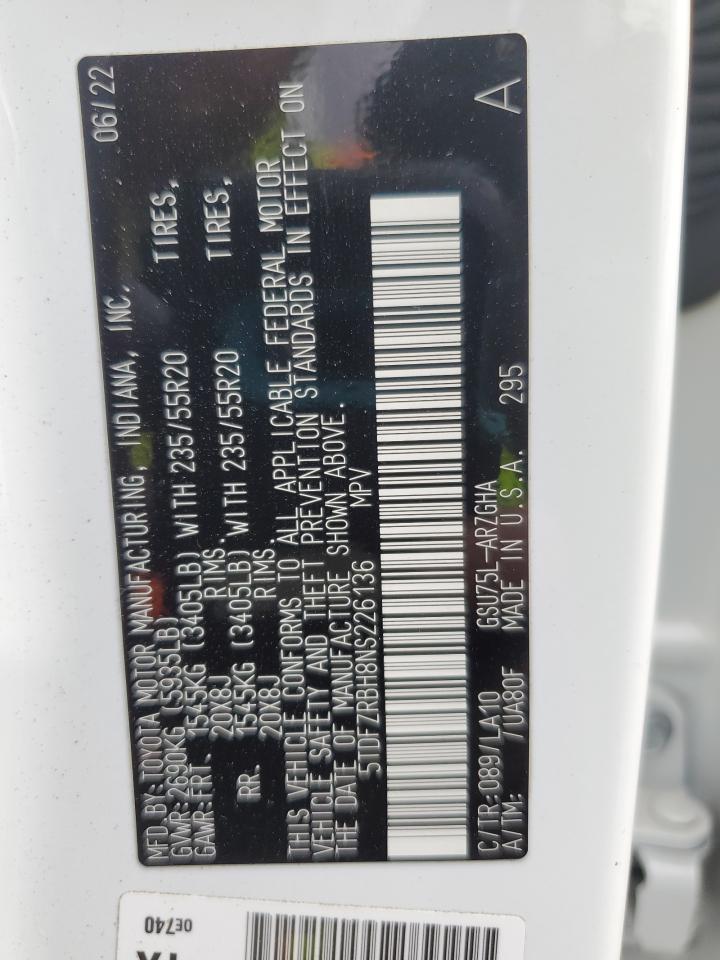 MFD BY: TOYOTA MOTOR MANUFACTURING, INDIANA, INC. 06/22
GVWR: 2690KG (5935LB)
GAWR: FRT. 1545KG (3405LB) WITH 235/55R20 TIRES,
20X8J RIMS,
RR. 1545KG (3405LB) WITH 235/55R20 TIRES,
20X8J RIMS
THIS VEHICLE CONFORMS TO ALL APPLICABLE FEDERAL MOTOR
VEHICLE SAFETY AND THEFT PREVENTION STANDARDS IN EFFECT ON
THE DATE OF MANUFACTURE SHOWN ABOVE.
5TDFZRBH8NS226136 MPV
C/TR: 089/LA10 GSU75L-ARZGHA
A/TM: /UA80F MADE IN U.S.A. 295 A
0E740